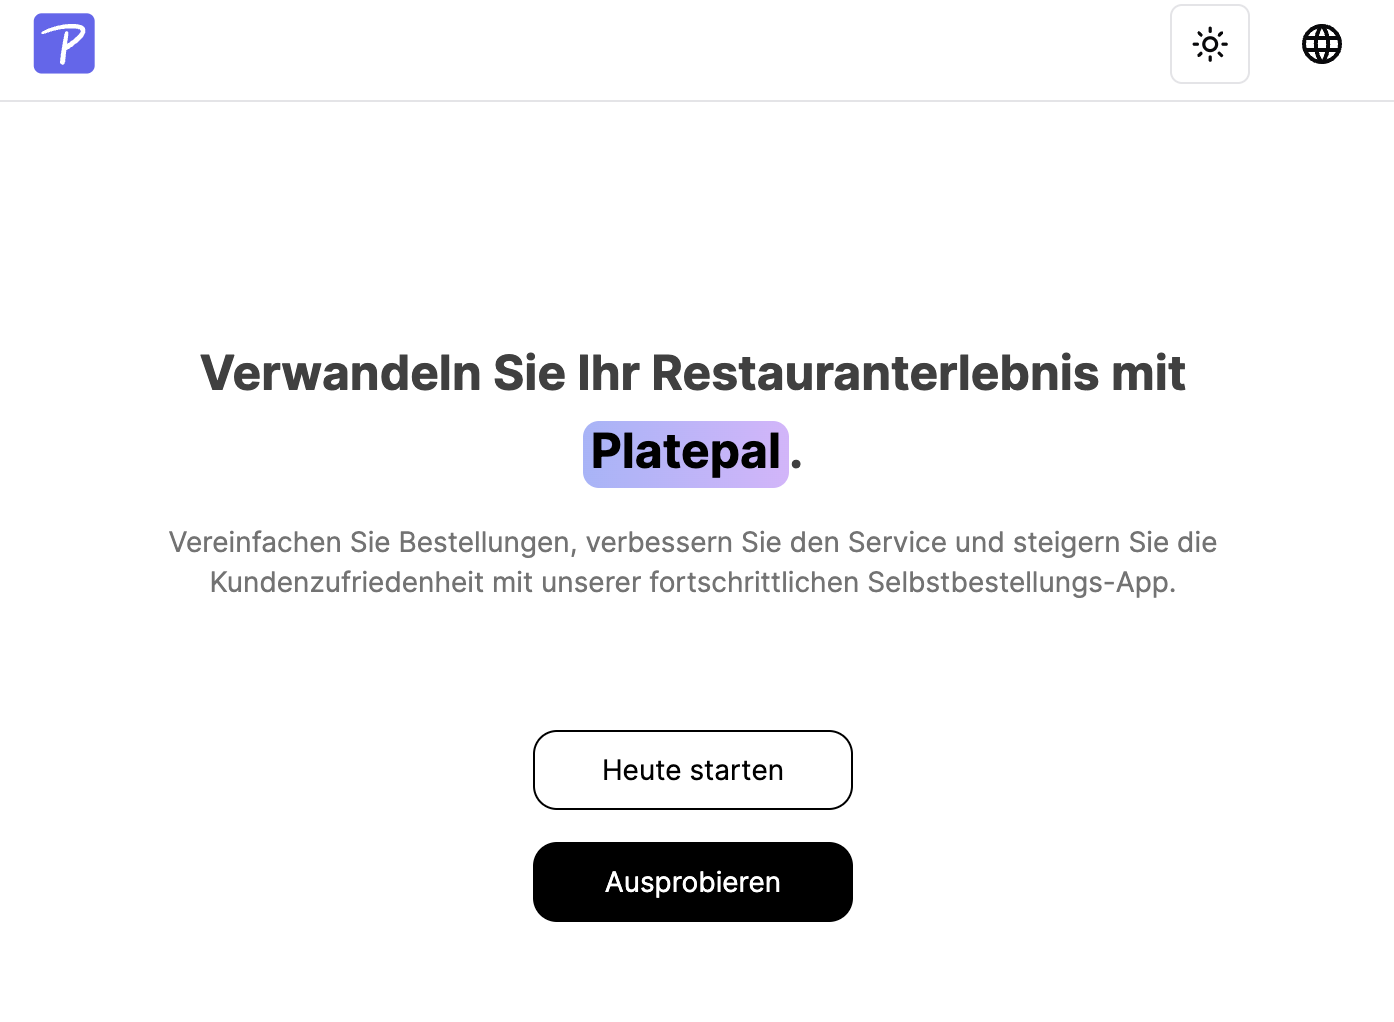 P
Verwandeln Sie Ihr Restauranterlebnis mit
Platepal.
Vereinfachen Sie Bestellungen, verbessern Sie den Service und steigern Sie die
Kundenzufriedenheit mit unserer fortschrittlichen Selbstbestellungs-App.
Heute starten
Ausprobieren